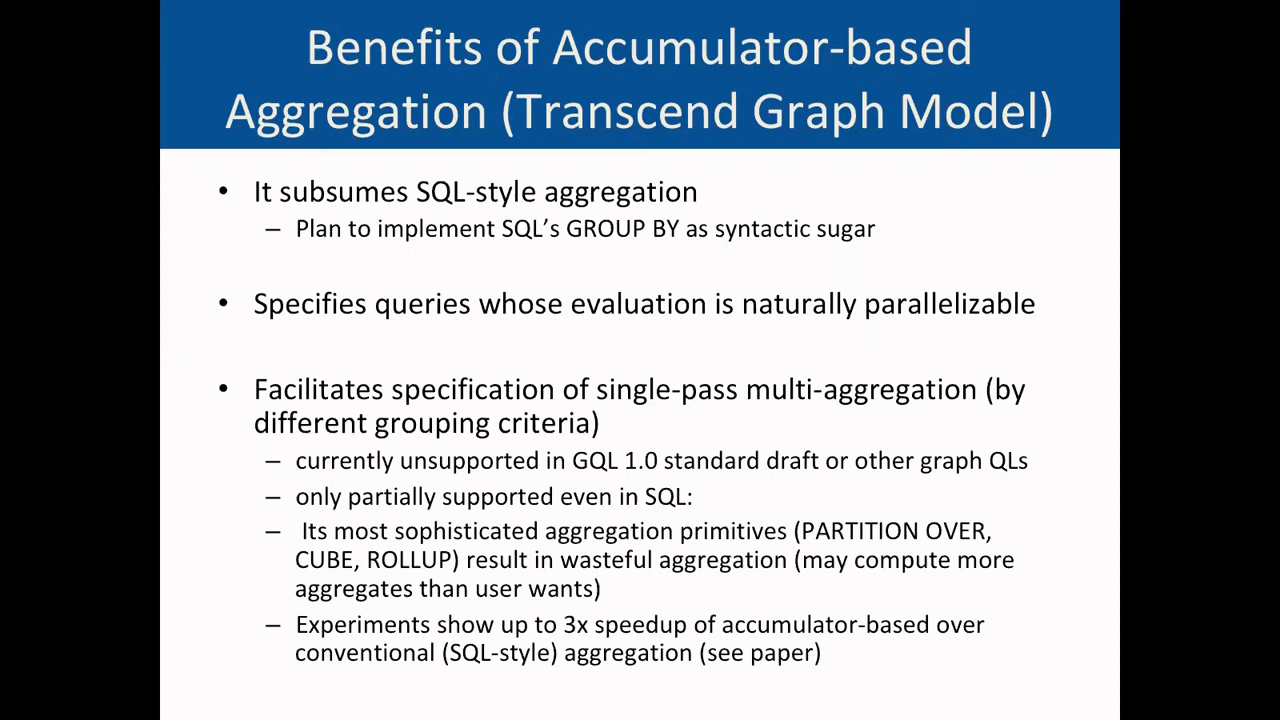 Benefits of Accumulator-based
Aggregation (Transcend Graph Model)
• It subsumes SQL-style aggregation
– Plan to implement SQL’s GROUP BY as syntactic sugar
• Specifies queries whose evaluation is naturally parallelizable
• Facilitates specification of single-pass multi-aggregation (by
different grouping criteria)
– currently unsupported in GQL 1.0 standard draft or other graph QLs
– only partially supported even in SQL:
– Its most sophisticated aggregation primitives (PARTITION OVER,
CUBE, ROLLUP) result in wasteful aggregation (may compute more
aggregates than user wants)
– Experiments show up to 3x speedup of accumulator-based over
conventional (SQL-style) aggregation (see paper)